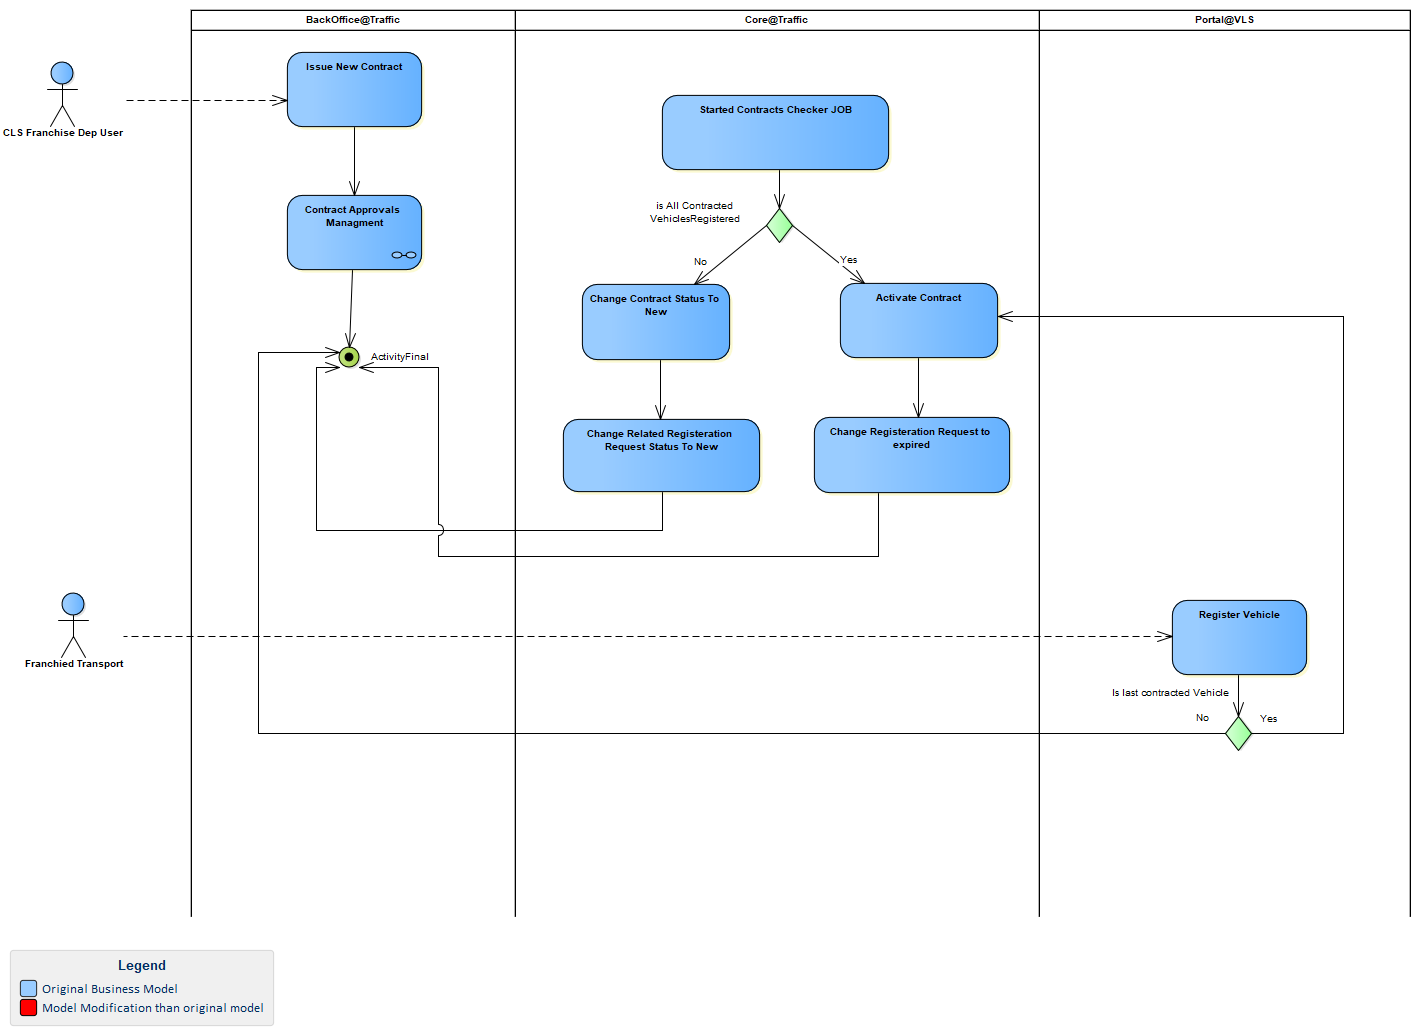 BackOffice@Traffic
Core@Traffic
Portal@VLS
Issue New Contract
CLS Franchise Dep User
Started Contracts Checker JOB
Contract Approvals
Managment
is All Contracted
VehiclesRegistered
No
Yes
Change Contract Status To
New
Activate Contract
ActivityFinal
Change Related Registeration
Request Status To New
Change Registeration Request to
expired
Franchied Transport
Register Vehicle
Is last contracted Vehicle
No
Yes
Legend
Original Business Model
Model Modification than original model